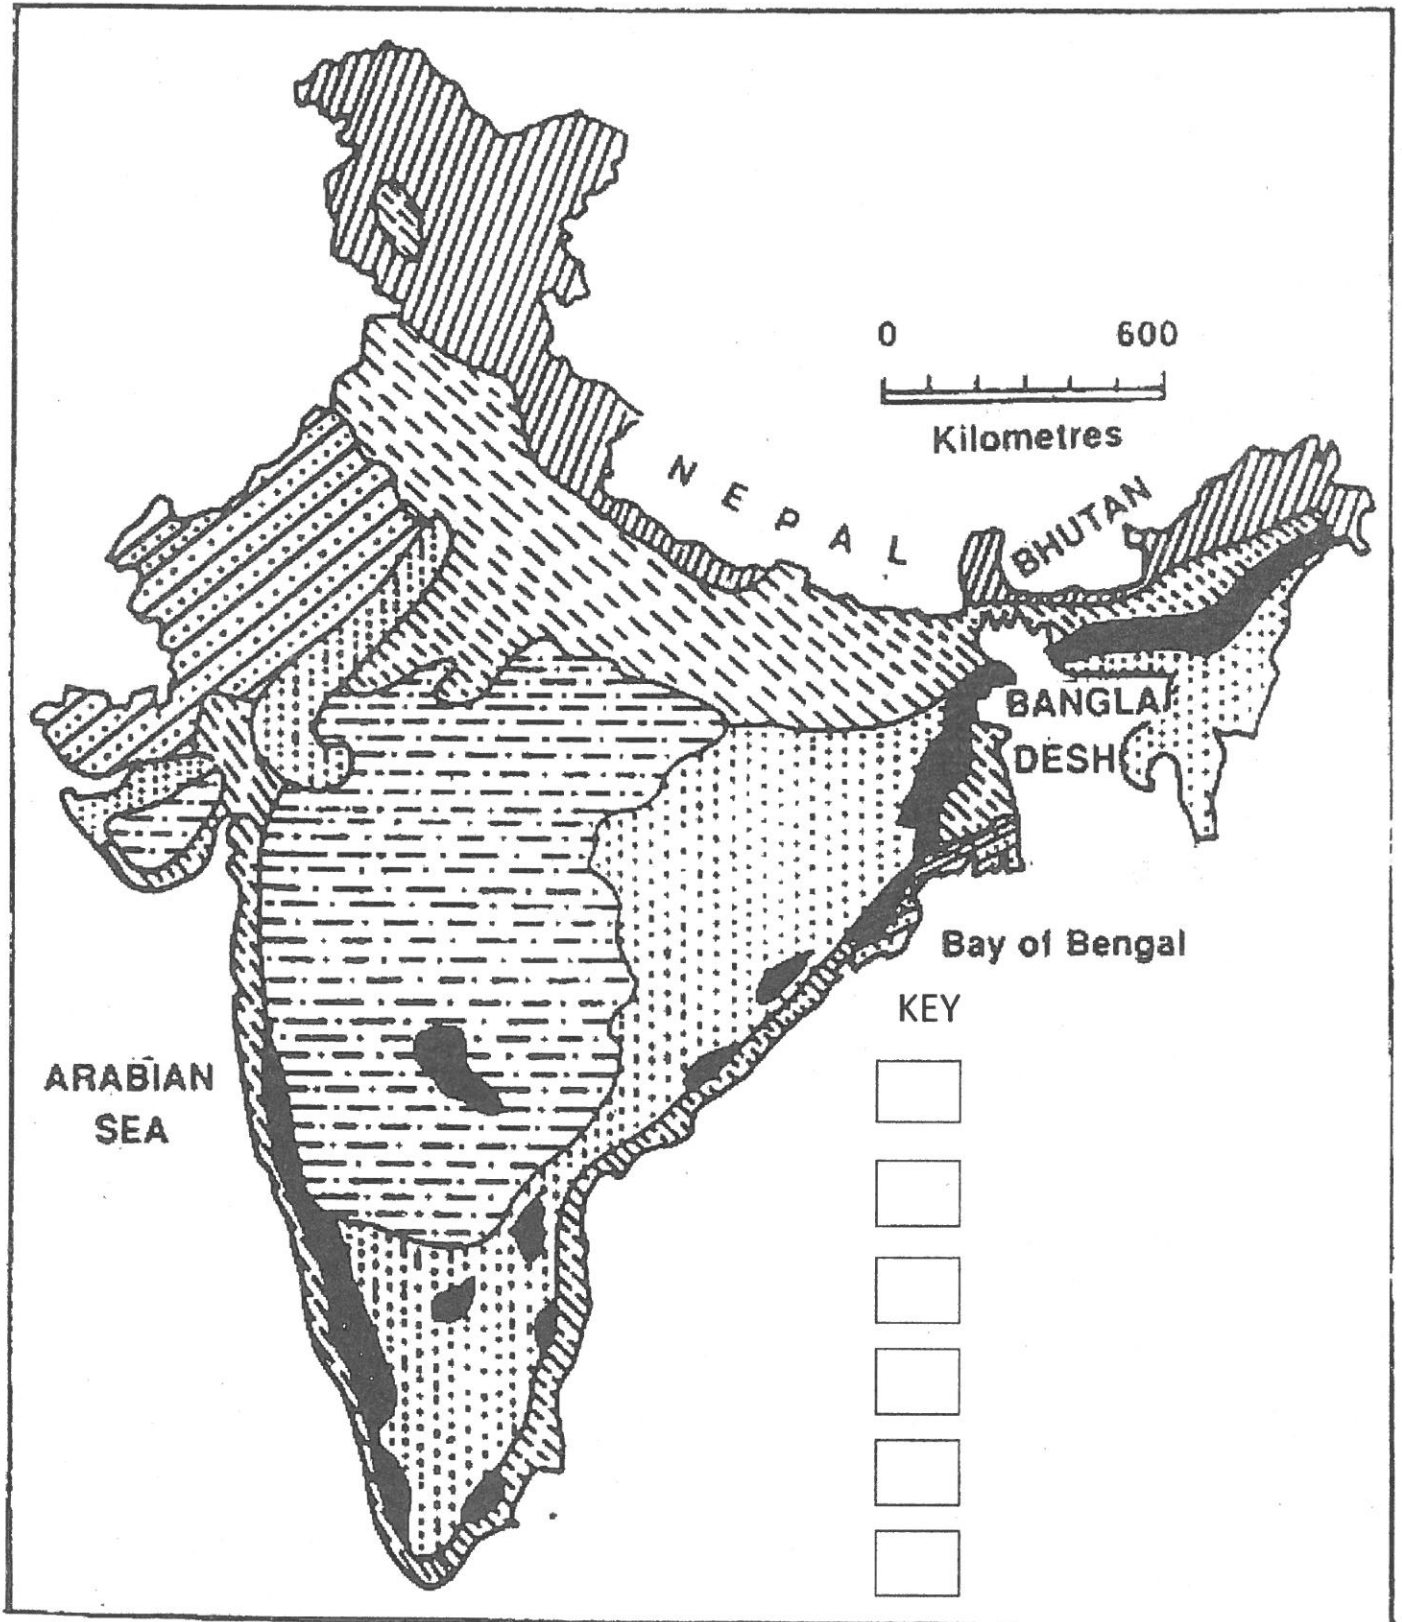 0 600
Kilometres
NEPAL
BHUTAN
BANGLA
DESH
Bay of Bengal
KEY
ARABIAN
SEA